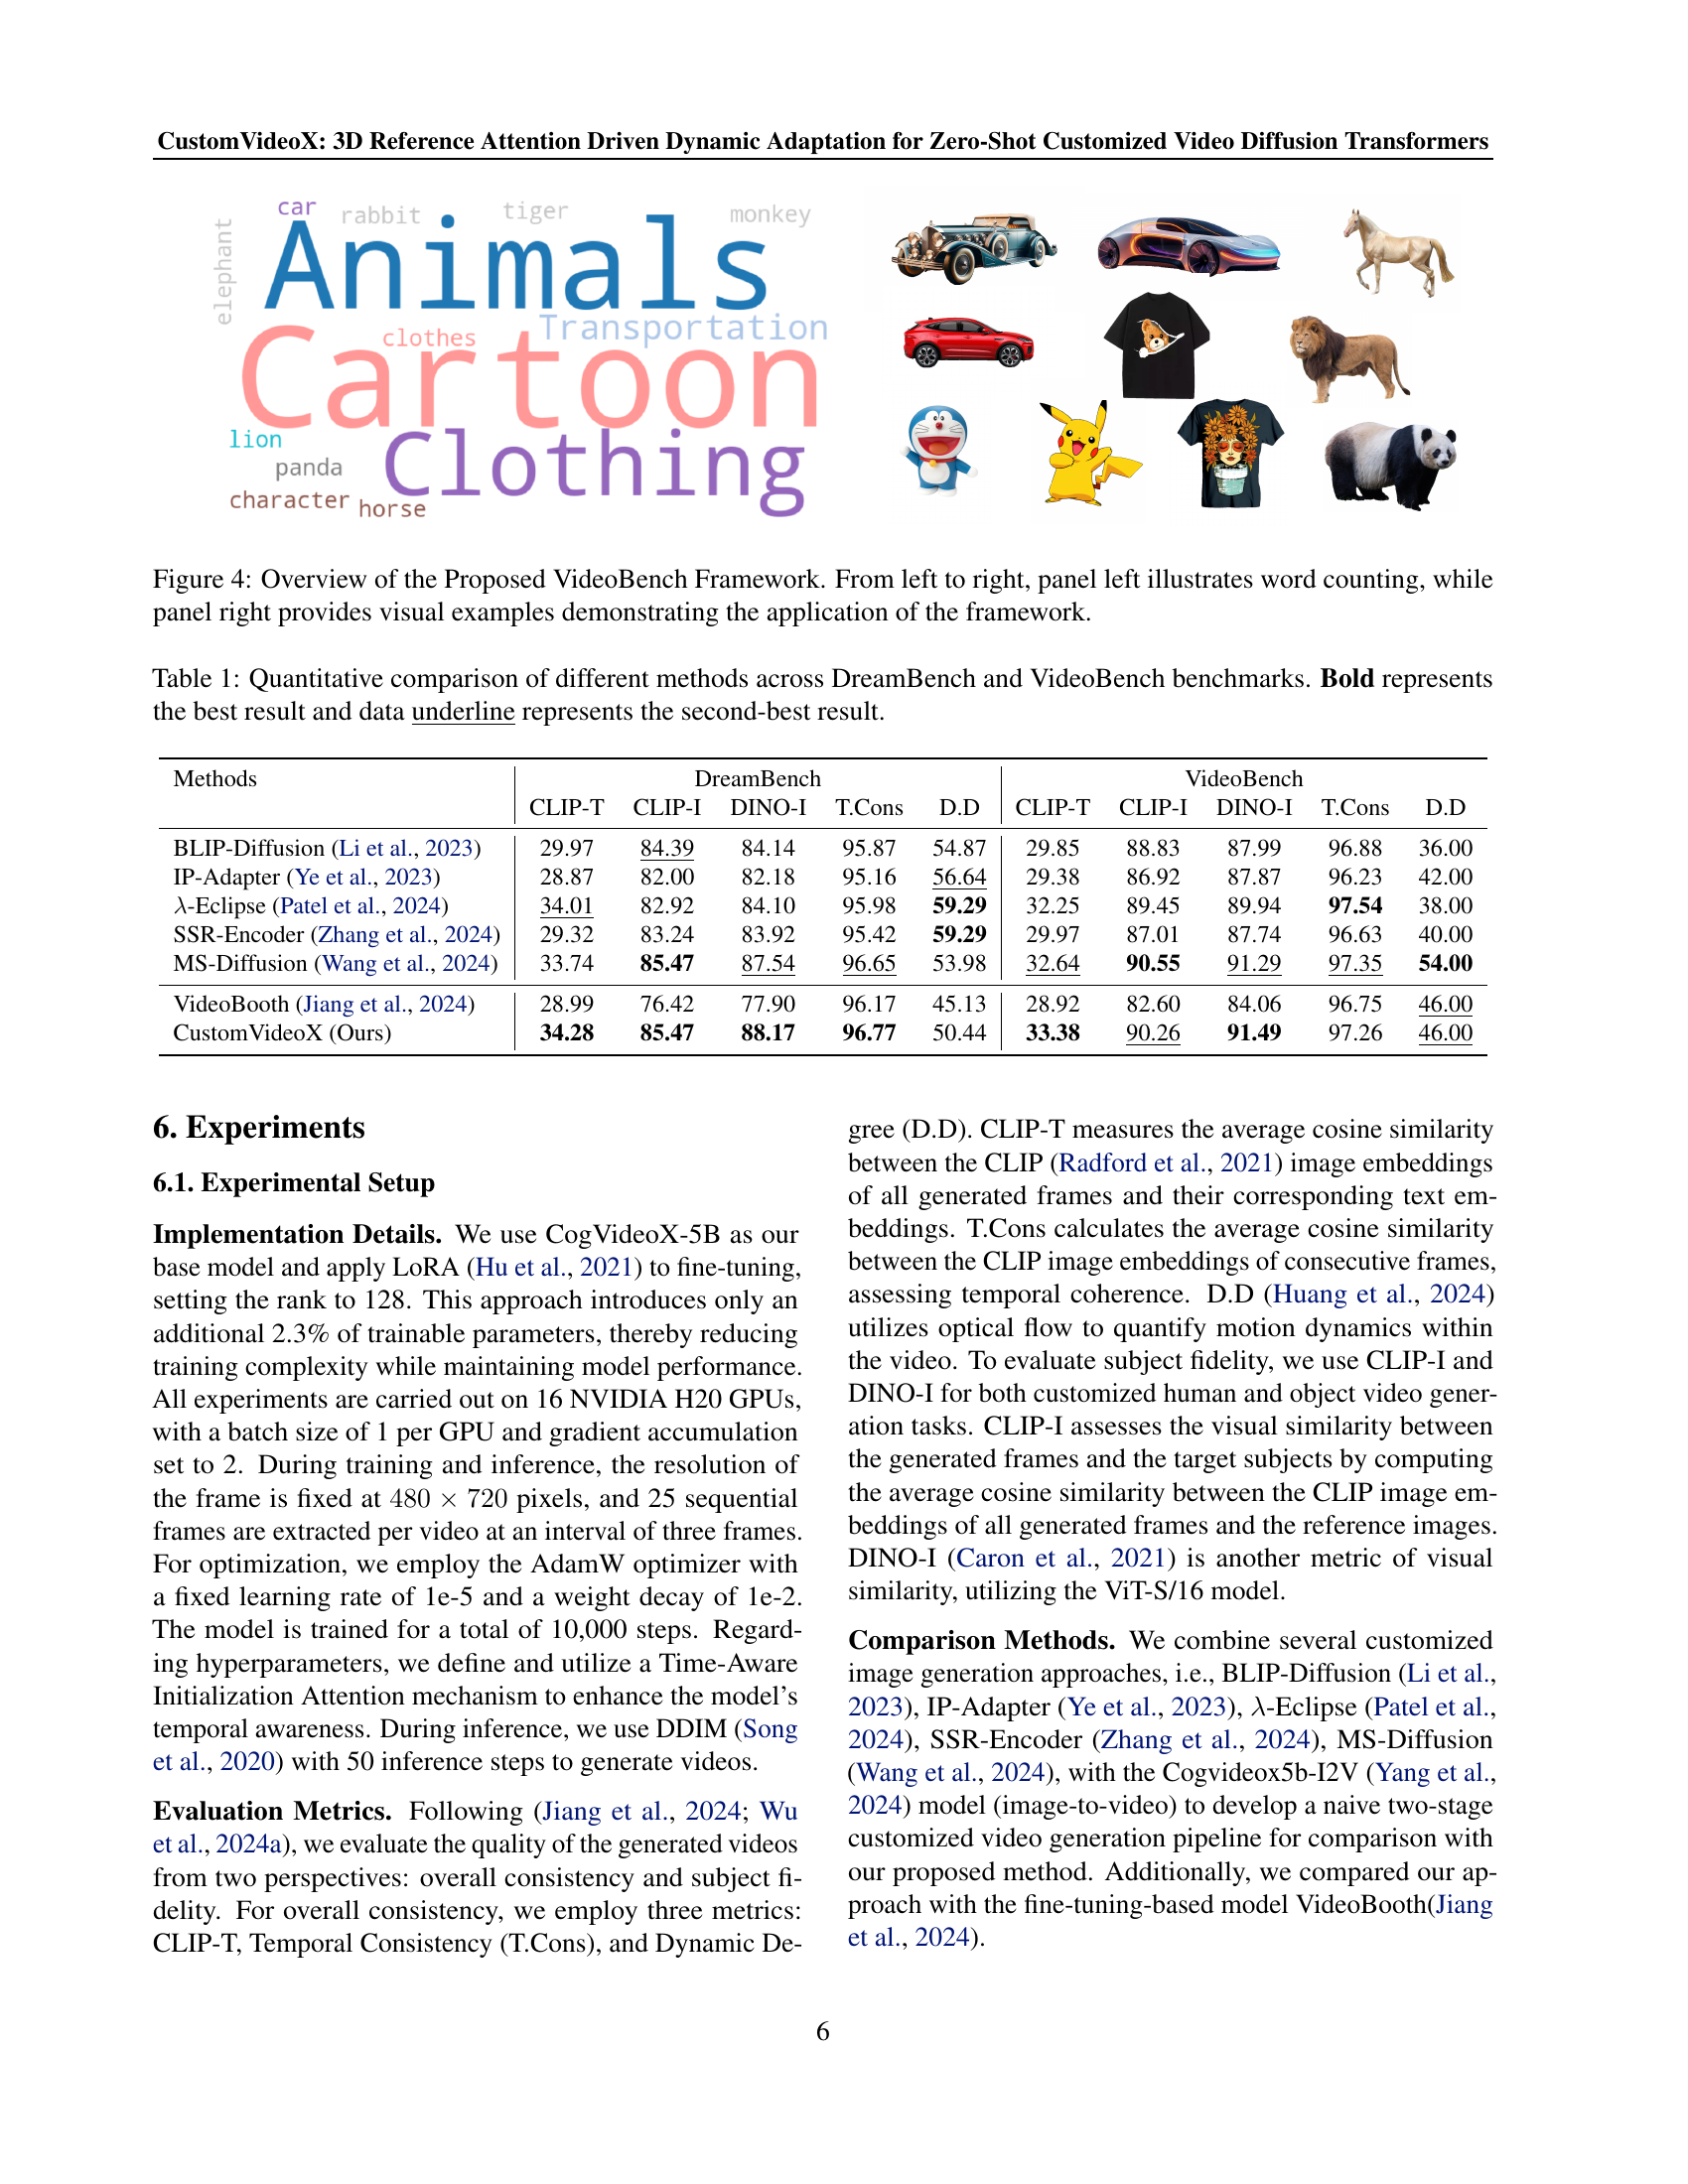 CustomVideoX: 3D Reference Attention Driven Dynamic Adaptation for Zero-Shot Customized Video Diffusion Transformers
car
rabbit
tiger
monkey
elephant
Animals
Transportation
clothes
Cartoon
lion
Clothing
panda
character
horse
Figure 4: Overview of the Proposed VideoBench Framework. From left to right, panel left illustrates word counting, while
panel right provides visual examples demonstrating the application of the framework.
Table 1: Quantitative comparison of different methods across DreamBench and VideoBench benchmarks. Bold represents
the best result and data underline represents the second-best result.
Methods DreamBench VideoBench
CLIP-T CLIP-I DINO-I T.Cons D.D CLIP-T CLIP-I DINO-I T.Cons D.D
BLIP-Diffusion (Li et al., 2023) 29.97 84.39 84.14 95.87 54.87 29.85 88.83 87.99 96.88 36.00
IP-Adapter (Ye et al., 2023) 28.87 82.00 82.18 95.16 56.64 29.38 86.92 87.87 96.23 42.00
λ-Eclipse (Patel et al., 2024) 34.01 82.92 84.10 95.98 59.29 32.25 89.45 89.94 97.54 38.00
SSR-Encoder (Zhang et al., 2024) 29.32 83.24 83.92 95.42 59.29 29.97 87.01 87.74 96.63 40.00
MS-Diffusion (Wang et al., 2024) 33.74 85.47 87.54 96.65 53.98 32.64 90.55 91.29 97.35 54.00
VideoBooth (Jiang et al., 2024) 28.99 76.42 77.90 96.17 45.13 28.92 82.60 84.06 96.75 46.00
CustomVideoX (Ours) 34.28 85.47 88.17 96.77 50.44 33.38 90.26 91.49 97.26 46.00
6. Experiments
6.1. Experimental Setup
Implementation Details. We use CogVideoX-5B as our
base model and apply LoRA (Hu et al., 2021) to fine-tuning,
setting the rank to 128. This approach introduces only an
additional 2.3% of trainable parameters, thereby reducing
training complexity while maintaining model performance.
All experiments are carried out on 16 NVIDIA H20 GPUs,
with a batch size of 1 per GPU and gradient accumulation
set to 2. During training and inference, the resolution of
the frame is fixed at 480 × 720 pixels, and 25 sequential
frames are extracted per video at an interval of three frames.
For optimization, we employ the AdamW optimizer with
a fixed learning rate of 1e-5 and a weight decay of 1e-2.
The model is trained for a total of 10,000 steps. Regard-
ing hyperparameters, we define and utilize a Time-Aware
Initialization Attention mechanism to enhance the model's
temporal awareness. During inference, we use DDIM (Song
et al., 2020) with 50 inference steps to generate videos.
Evaluation Metrics. Following (Jiang et al., 2024; Wu
et al., 2024a), we evaluate the quality of the generated videos
from two perspectives: overall consistency and subject fi-
delity. For overall consistency, we employ three metrics:
CLIP-T, Temporal Consistency (T.Cons), and Dynamic De-
gree (D.D). CLIP-T measures the average cosine similarity
between the CLIP (Radford et al., 2021) image embeddings
of all generated frames and their corresponding text em-
beddings. T.Cons calculates the average cosine similarity
between the CLIP image embeddings of consecutive frames,
assessing temporal coherence. D.D (Huang et al., 2024)
utilizes optical flow to quantify motion dynamics within
the video. To evaluate subject fidelity, we use CLIP-I and
DINO-I for both customized human and object video gener-
ation tasks. CLIP-I assesses the visual similarity between
the generated frames and the target subjects by computing
the average cosine similarity between the CLIP image em-
beddings of all generated frames and the reference images.
DINO-I (Caron et al., 2021) is another metric of visual
similarity, utilizing the ViT-S/16 model.
Comparison Methods. We combine several customized
image generation approaches, i.e., BLIP-Diffusion (Li et al.,
2023), IP-Adapter (Ye et al., 2023), λ-Eclipse (Patel et al.,
2024), SSR-Encoder (Zhang et al., 2024), MS-Diffusion
(Wang et al., 2024), with the Cogvideox5b-I2V (Yang et al.,
2024) model (image-to-video) to develop a naive two-stage
customized video generation pipeline for comparison with
our proposed method. Additionally, we compared our ap-
proach with the fine-tuning-based model VideoBooth(Jiang
et al., 2024).
6